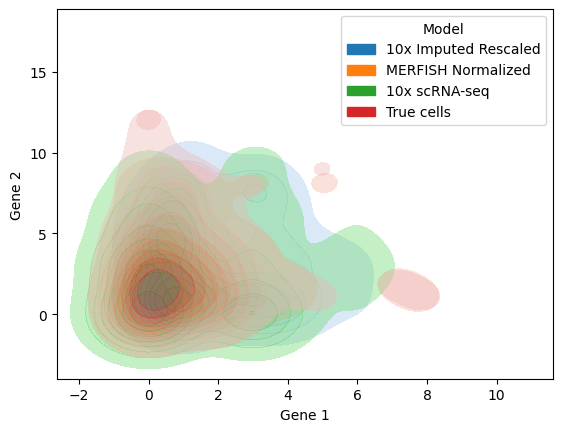 Model
10x Imputed Rescaled
MERFISH Normalized
10x scRNA-seq
True cells
15
10
5
0
Gene 2
−2
0
2
4
6
8
10
Gene 1